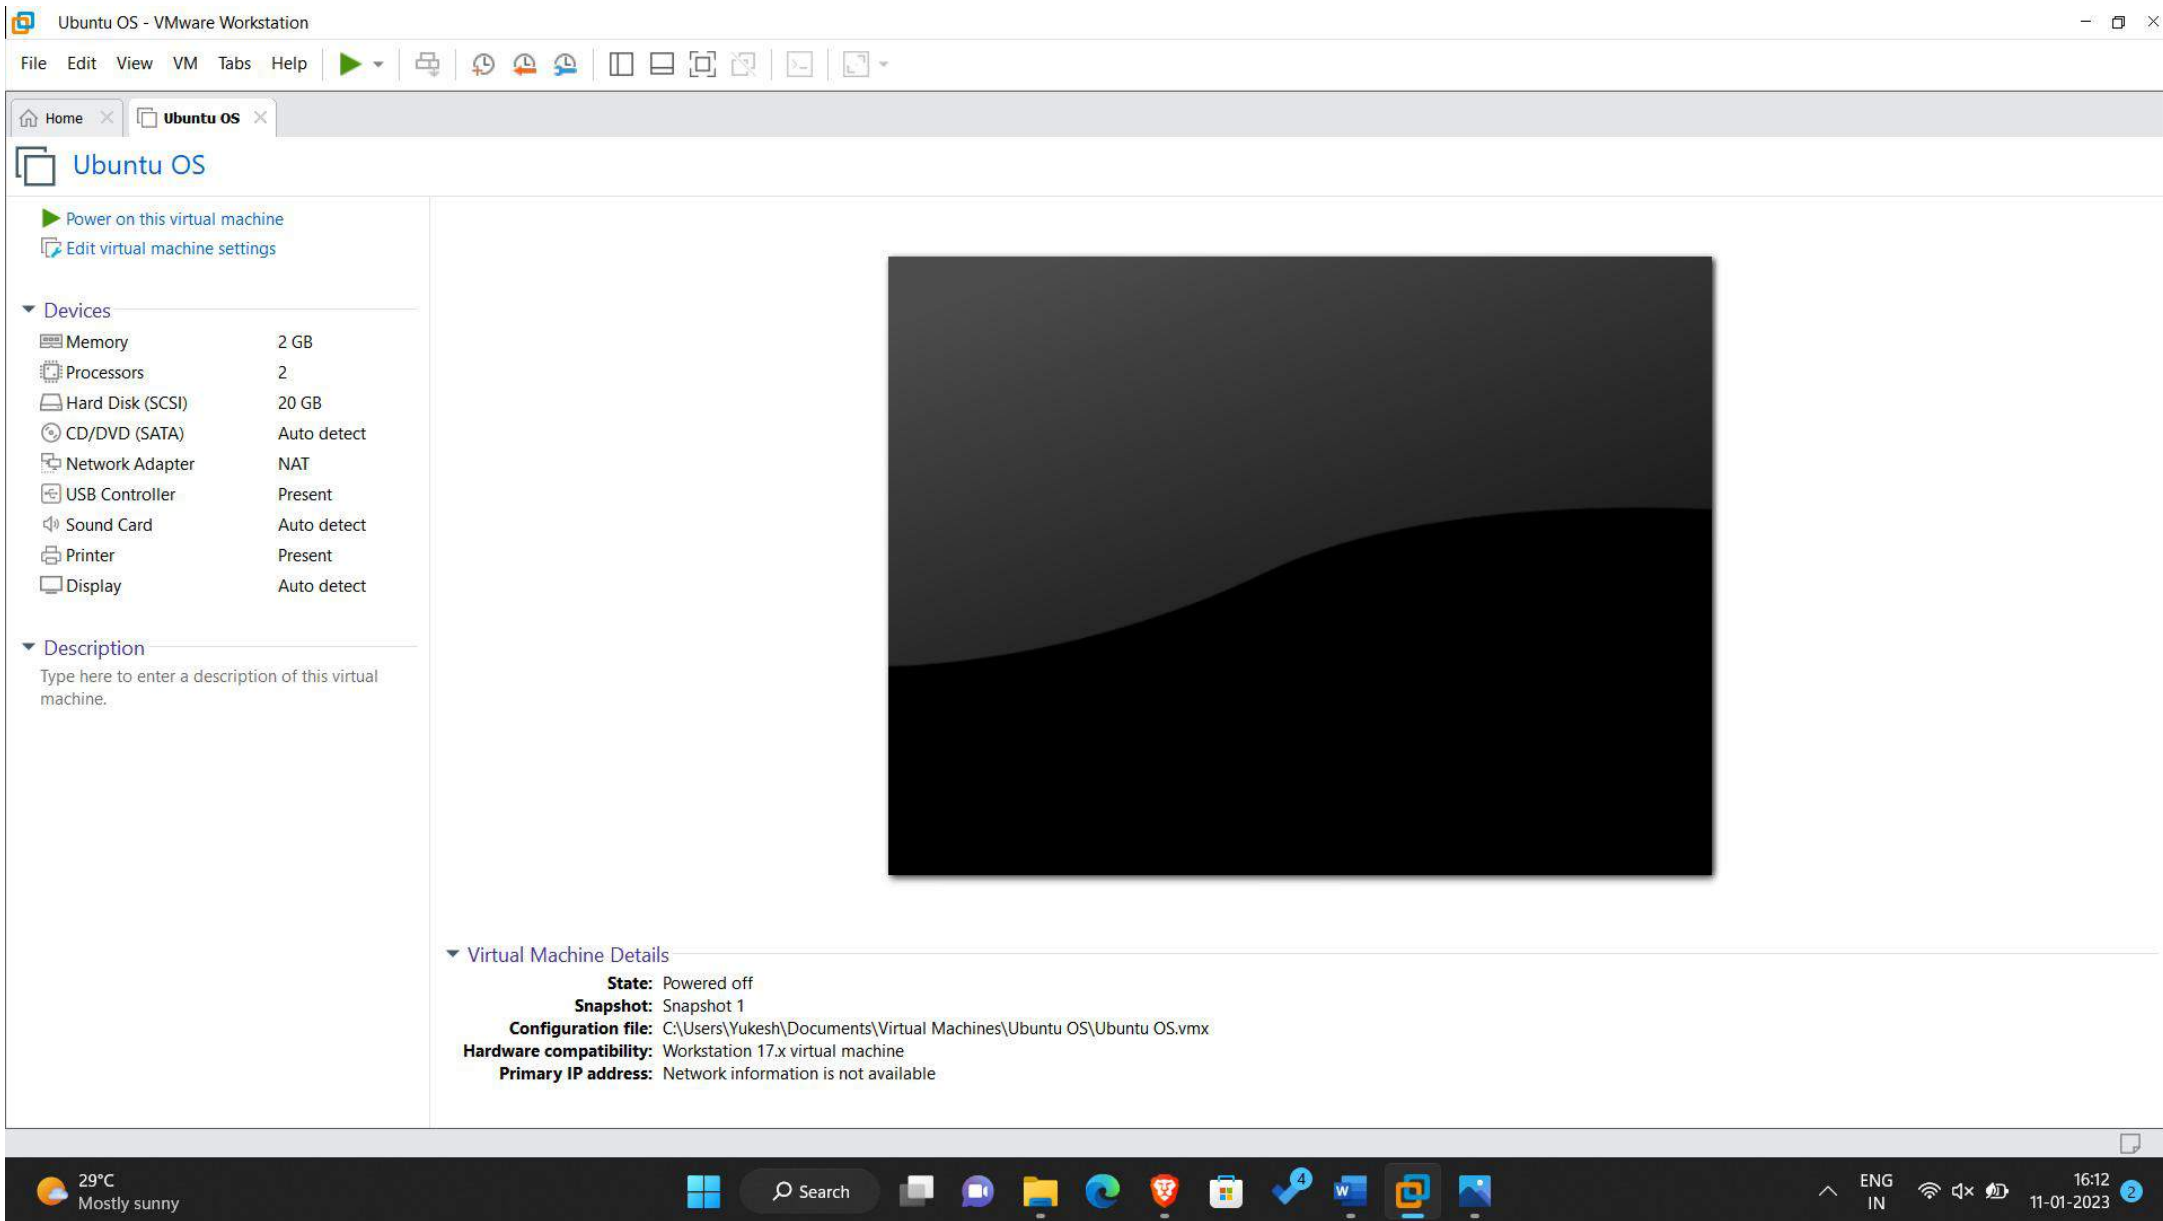 Ubuntu OS - VMware Workstation
File Edit View VM Tabs Help
Home Ubuntu OS
Ubuntu OS
Power on this virtual machine
Edit virtual machine settings
Devices
Memory 2 GB
Processors 2
Hard Disk (SCSI) 20 GB
CD/DVD (SATA) Auto detect
Network Adapter NAT
USB Controller Present
Sound Card Auto detect
Printer Present
Display Auto detect
Description
Type here to enter a description of this virtual
machine.
Virtual Machine Details
State: Powered off
Snapshot: Snapshot 1
Configuration file: C:\Users\Yukesh\Documents\Virtual Machines\Ubuntu OS\Ubuntu OS.vmx
Hardware compatibility: Workstation 17.x virtual machine
Primary IP address: Network information is not available
29°C
Mostly sunny
Search
4
W
ENG
IN
16:12
11-01-2023
2